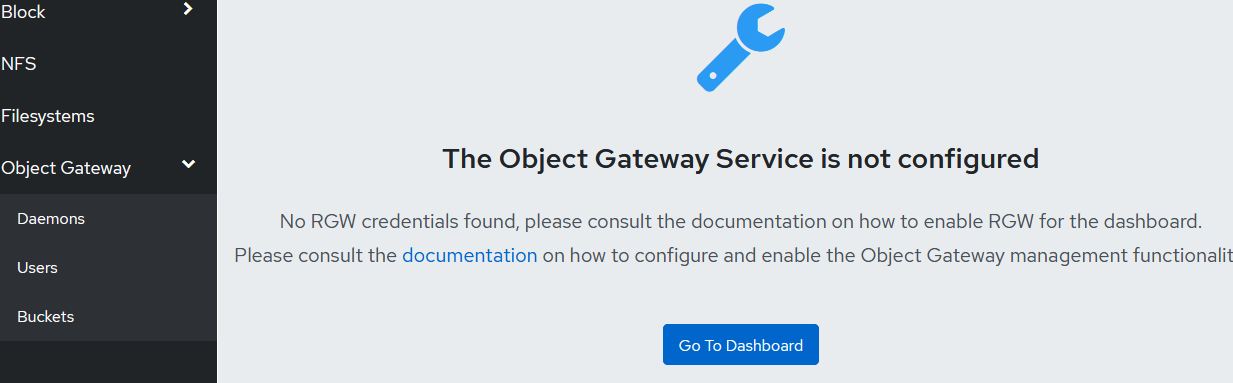 Block
NFS
Filesystems
Object Gateway
Daemons
Users
Buckets
The Object Gateway Service is not configured
No RGW credentials found, please consult the documentation on how to enable RGW for the dashboard.
Please consult the documentation on how to configure and enable the Object Gateway management functionalit
Go To Dashboard